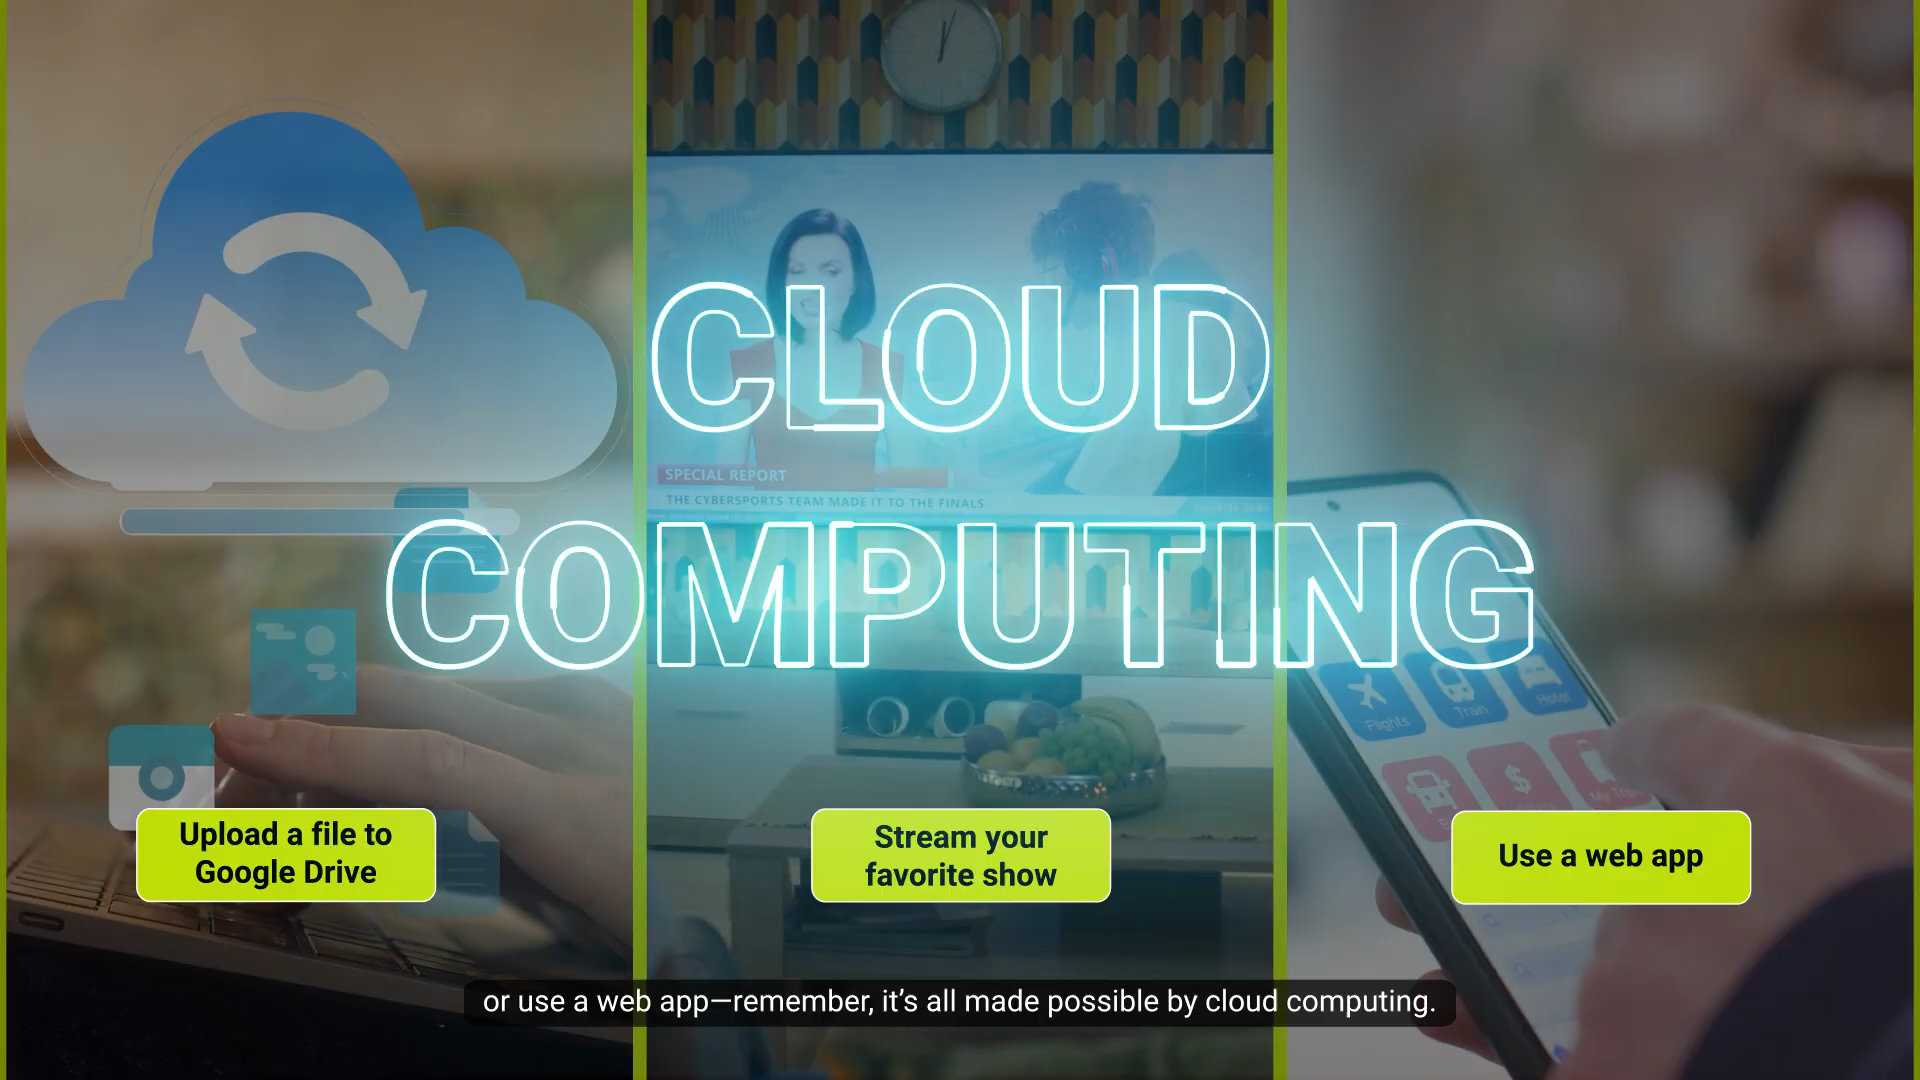 SPECIAL REPORT
THE CYBERSPORTS TEAM MADE IT TO THE FINALS
CLOUD
COMPUTING
Flights
Train
Hotel
Upload a file to
Google Drive
Stream your
favorite show
Use a web app
or use a web app—remember, it's all made possible by cloud computing.